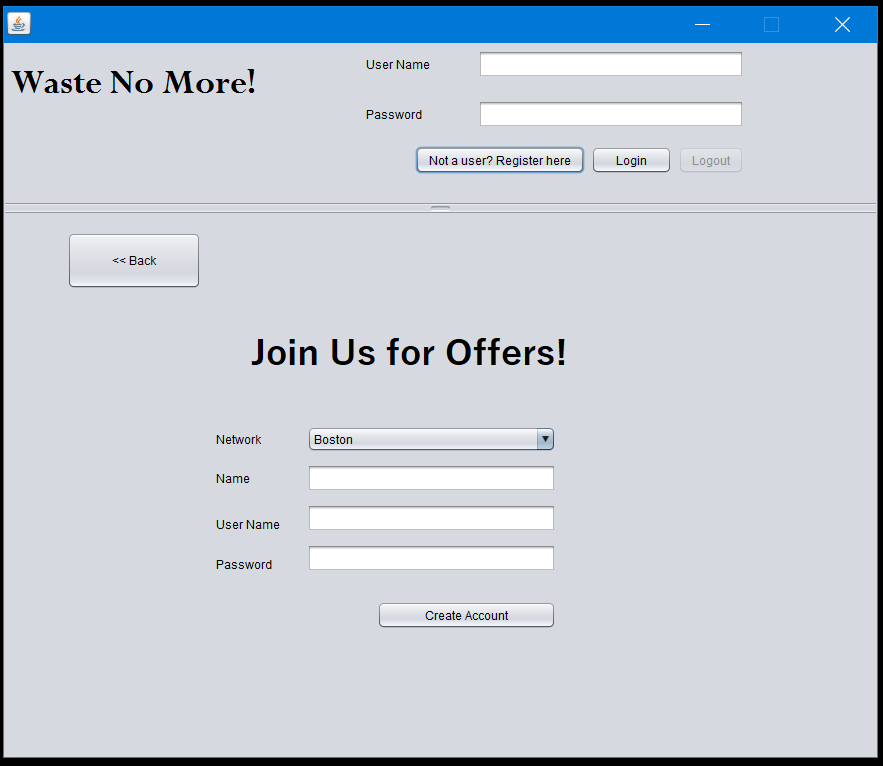 Waste No More!
User Name
Password
Not a user? Register here
Login
Logout
<< Back
Join Us for Offers!
Network
Boston
Name
User Name
Password
Create Account